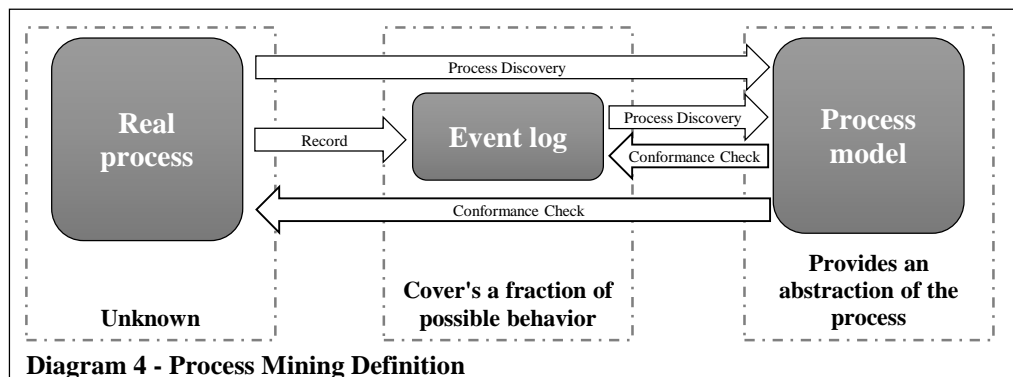 Process Discovery
Real
process
Record
Event log
Process Discovery
Conformance Check
Process
model
Conformance Check
Unknown
Cover's a fraction of
possible behavior
Provides an
abstraction of the
process
Diagram 4 - Process Mining Definition